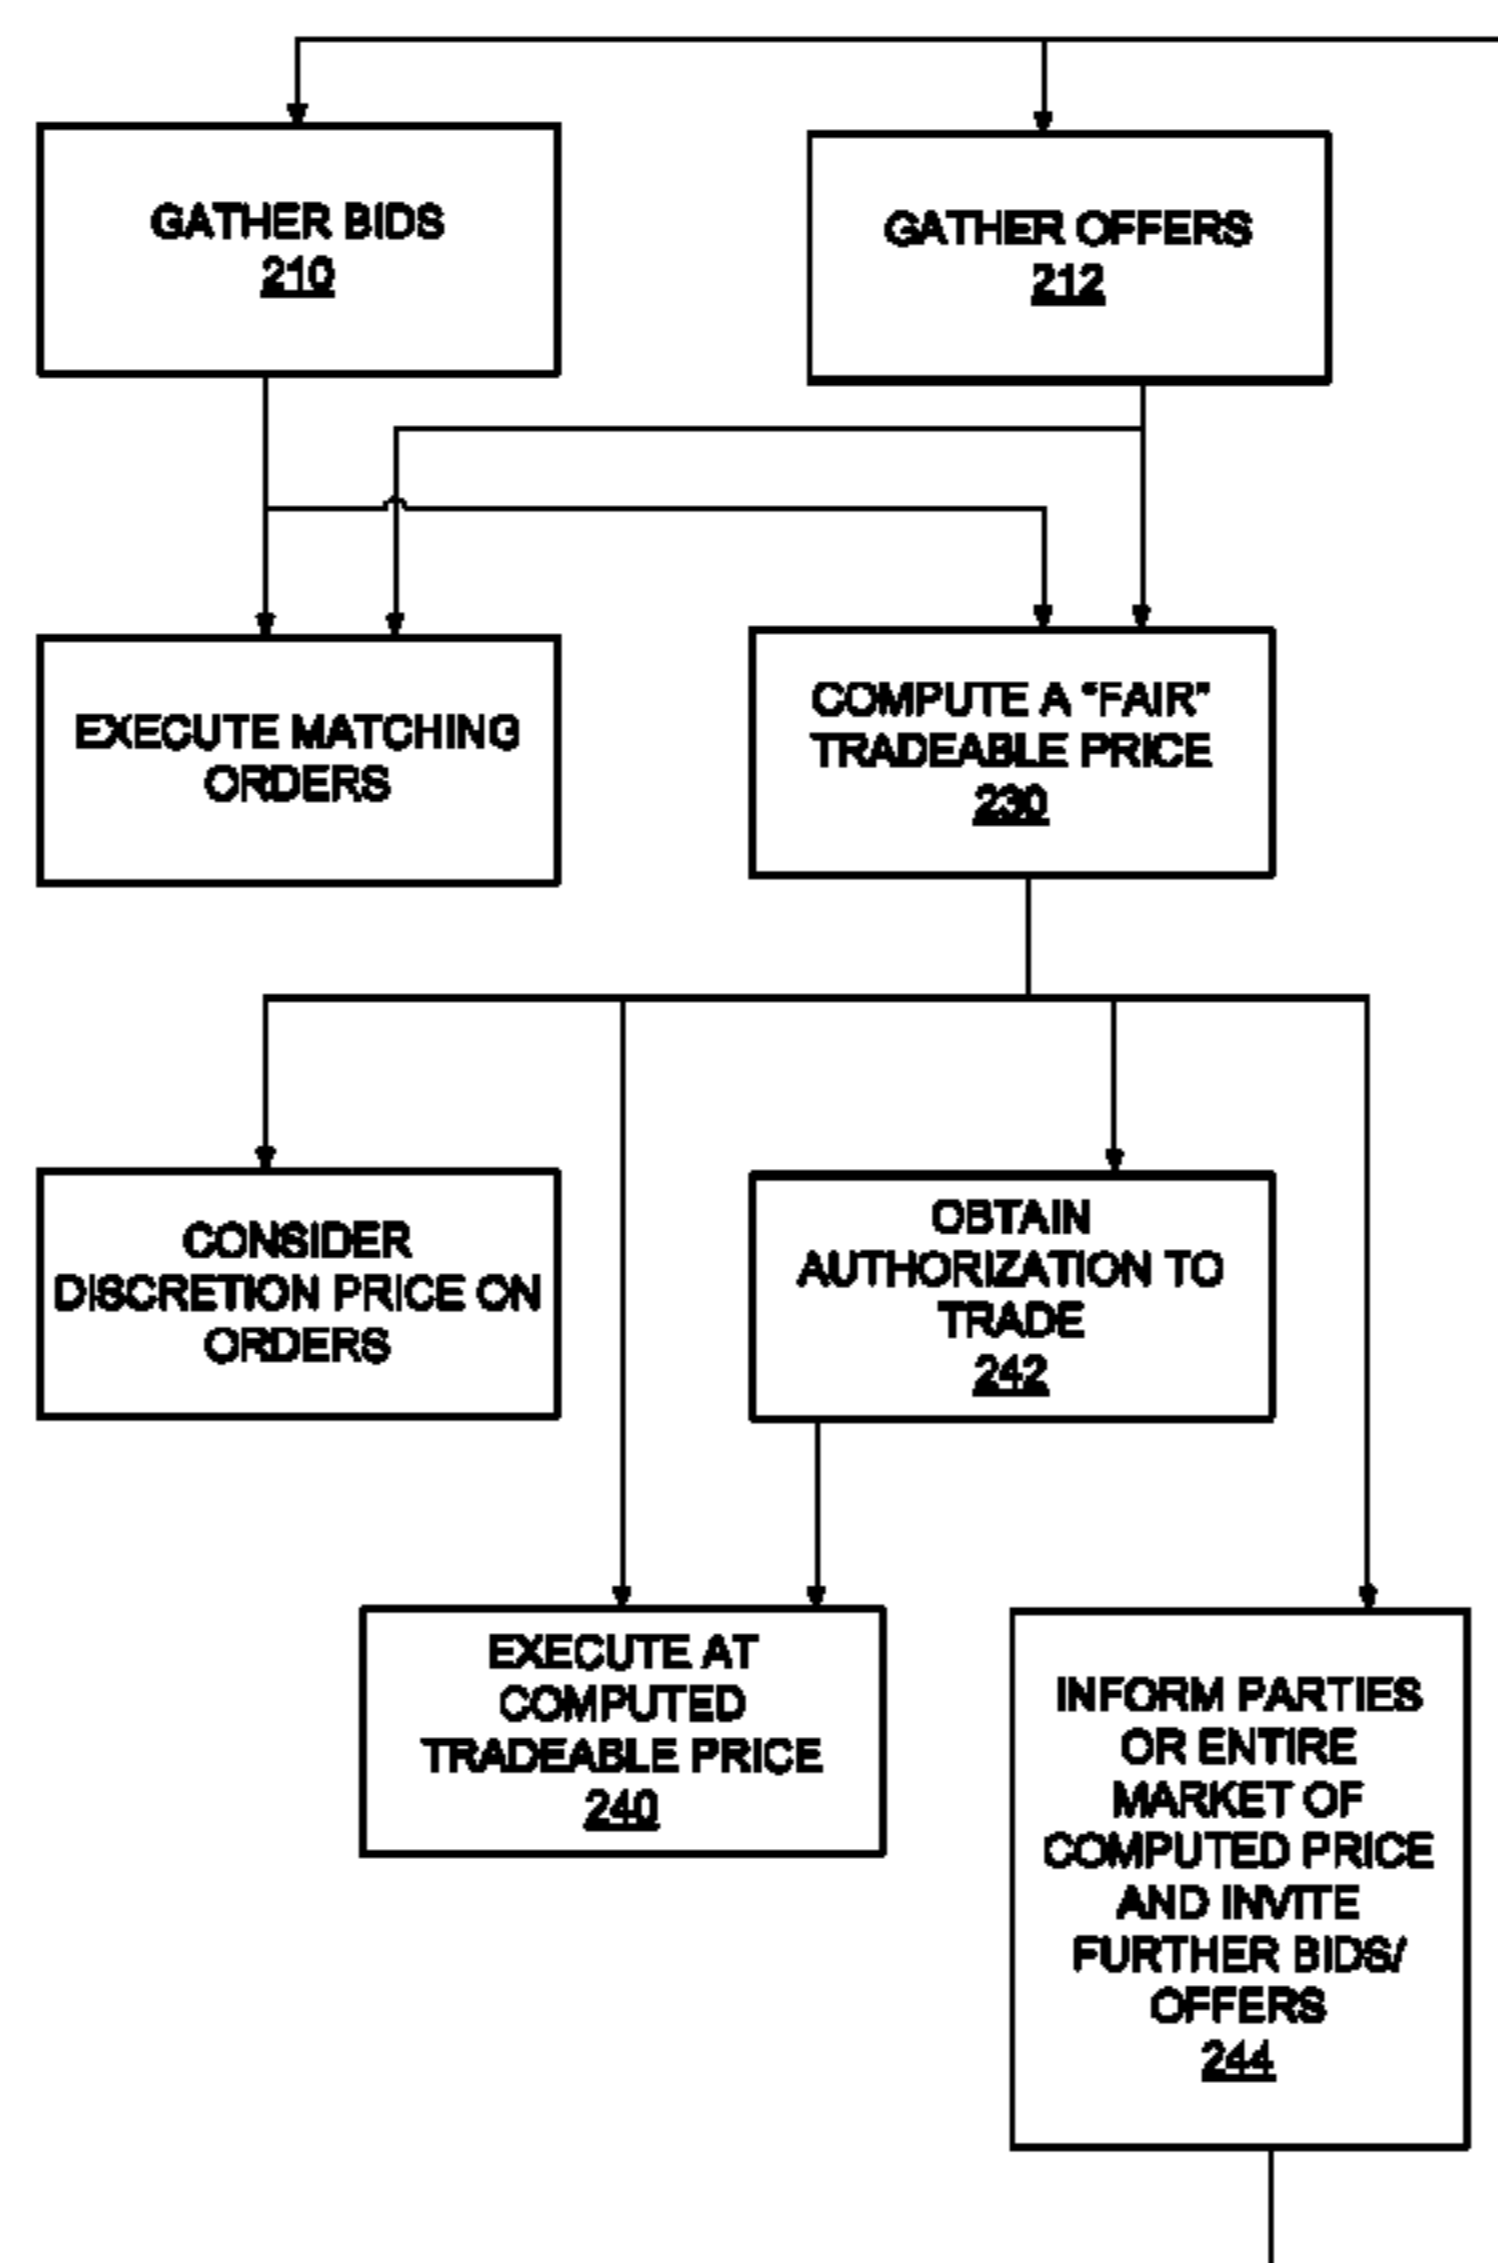 GATHER BIDS
210
GATHER OFFERS
212
EXECUTE MATCHING
ORDERS
COMPUTE A “FAIR”
TRADEABLE PRICE
230
CONSIDER
DISCRETION PRICE ON
ORDERS
OBTAIN
AUTHORIZATION TO
TRADE
242
EXECUTE AT
COMPUTED
TRADEABLE PRICE
240
INFORM PARTIES
OR ENTIRE
MARKET OF
COMPUTED PRICE
AND INVITE
FURTHER BIDS/
OFFERS
244